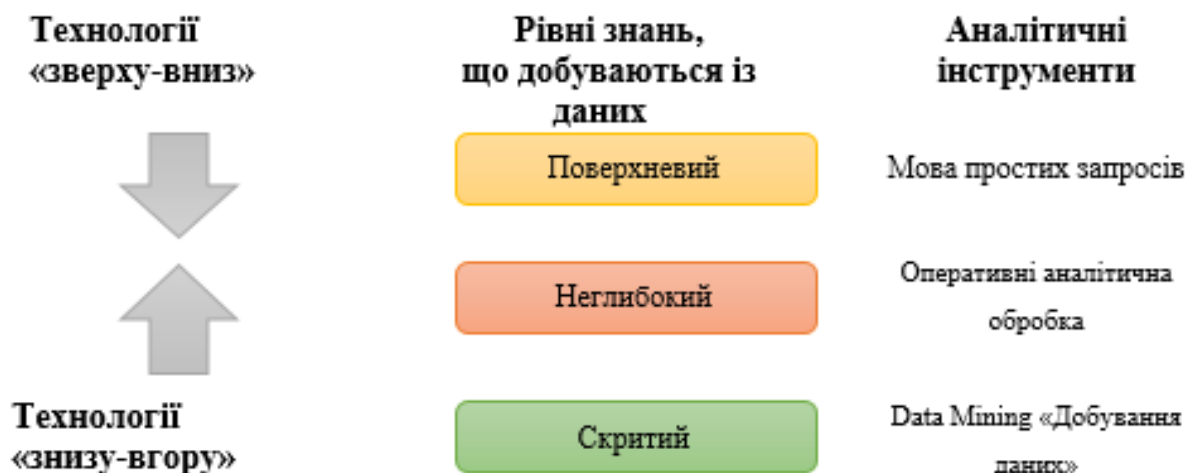 Технології
«зверху-вниз»
Рівні знань,
що добуваються із
даних
Аналітичні
інструменти
Поверхневий
Мова простих запросів
Неглибокий
Оперативні аналітична
обробка
Технології
«знизу-вгору»
Скритий
Data Mining «Добування
даних»